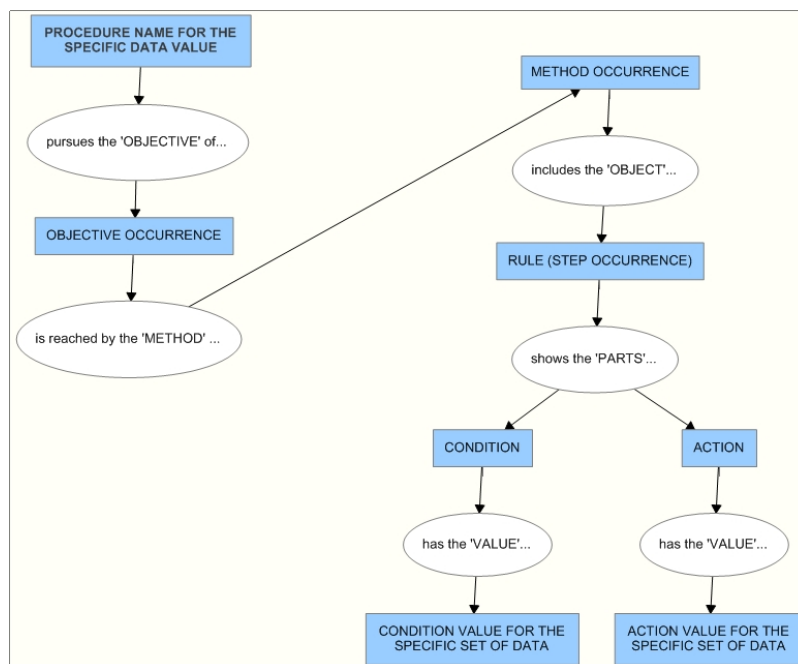 PROCEDURE NAME FOR THE
SPECIFIC DATA VALUE
pursues the 'OBJECTIVE' of...
OBJECTIVE OCCURRENCE
is reached by the 'METHOD' ...
METHOD OCCURRENCE
includes the 'OBJECT'...
RULE (STEP OCCURRENCE)
shows the 'PARTS'...
CONDITION
ACTION
has the 'VALUE'...
has the 'VALUE'...
CONDITION VALUE FOR THE
SPECIFIC SET OF DATA
ACTION VALUE FOR THE
SPECIFIC SET OF DATA